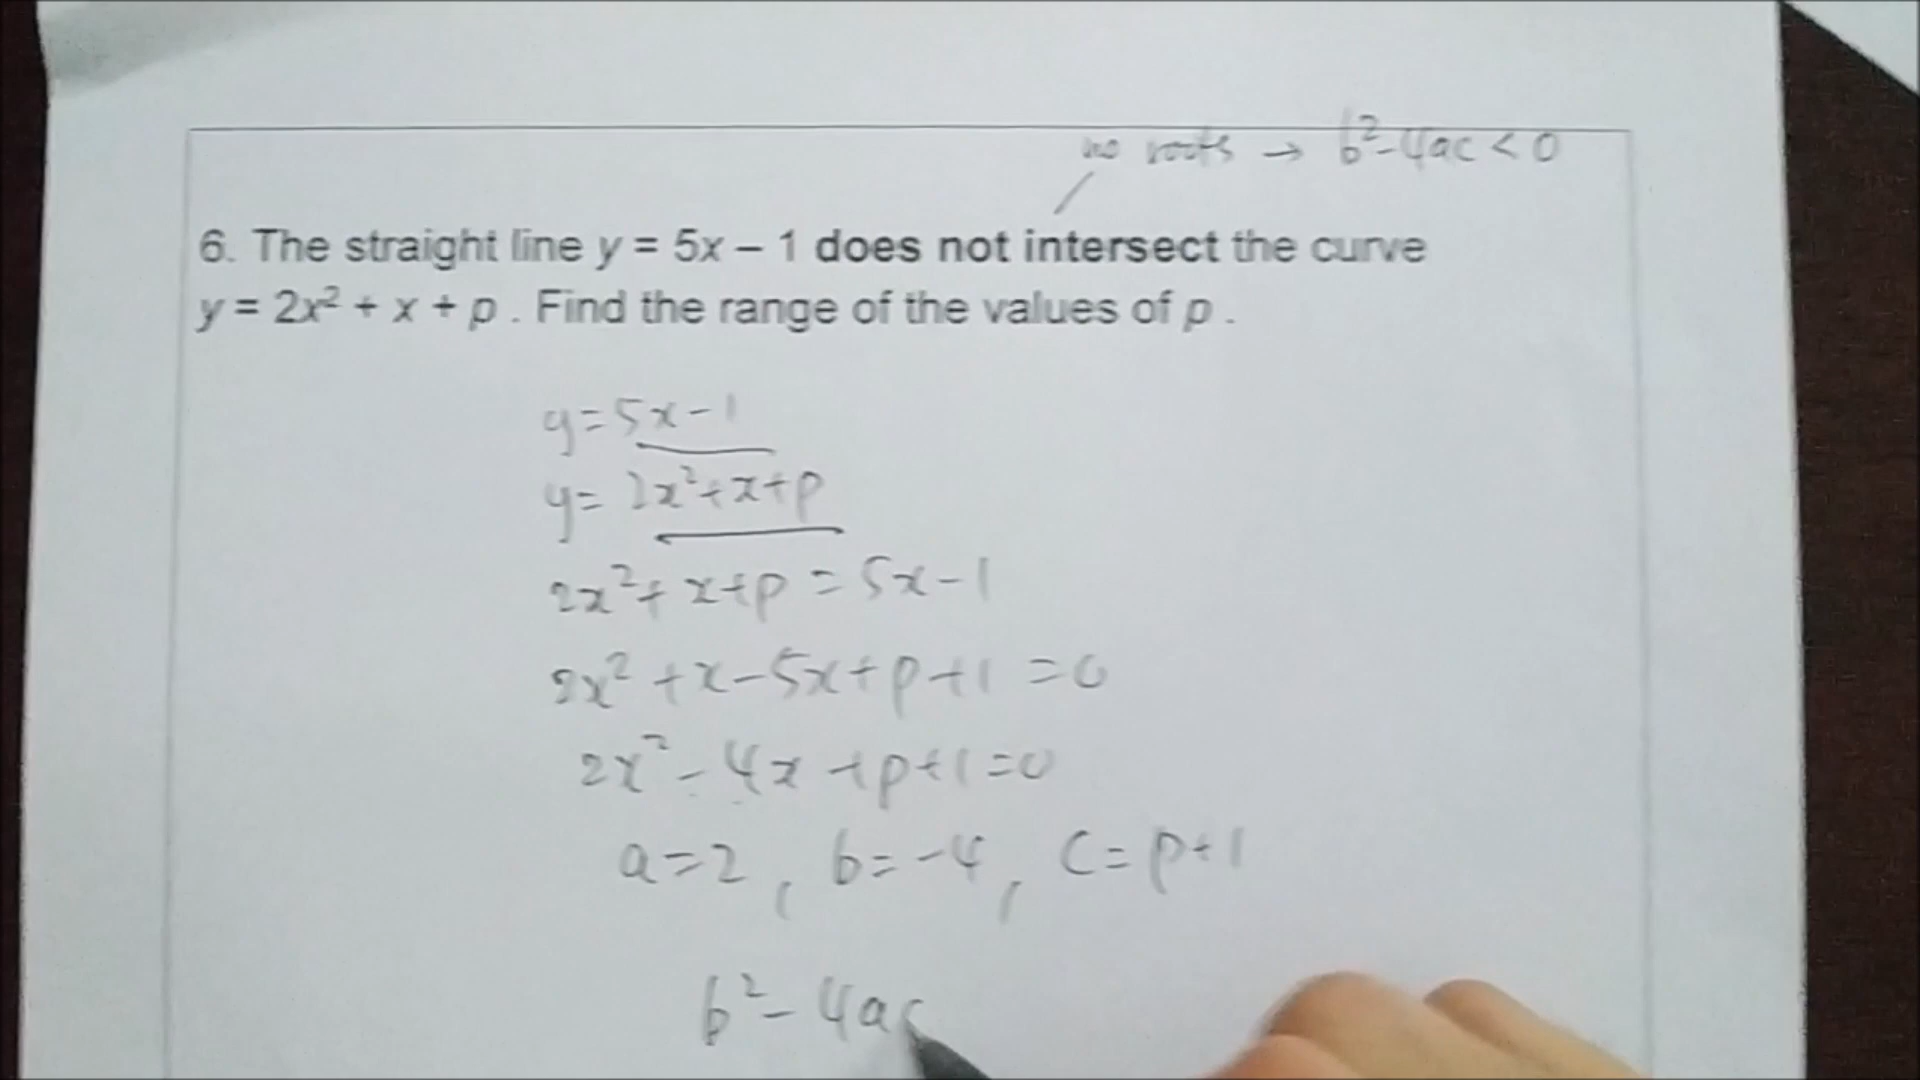 no roots → b²-4ac < 0
6. The straight line y = 5x – 1 does not intersect the curve
y = 2x² + x + p . Find the range of the values of p .
y=5x-1
y= 2x²+x+p
2x²+x+p = 5x-1
2x²+x-5x+p+1 =0
2x²-4x+p+1=0
a=2, b=-4, c=p+1
b²-4ac